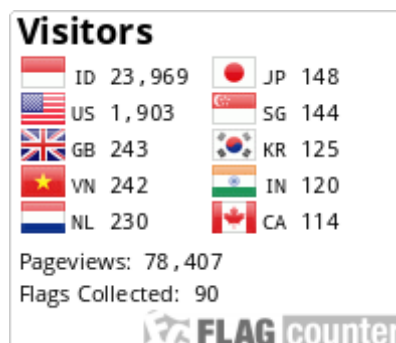 Visitors
ID 23,969 JP 148
US 1,903 SG 144
GB 243 KR 125
VN 242 IN 120
NL 230 CA 114
Pageviews: 78,407
Flags Collected: 90
FLAG counter